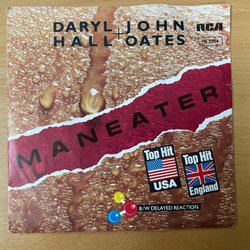 DARYL JOHN
HALL + OATES
RCA
MANEATER
Top Hit
USA
Top Hit
England
B/W DELAYED REACTION